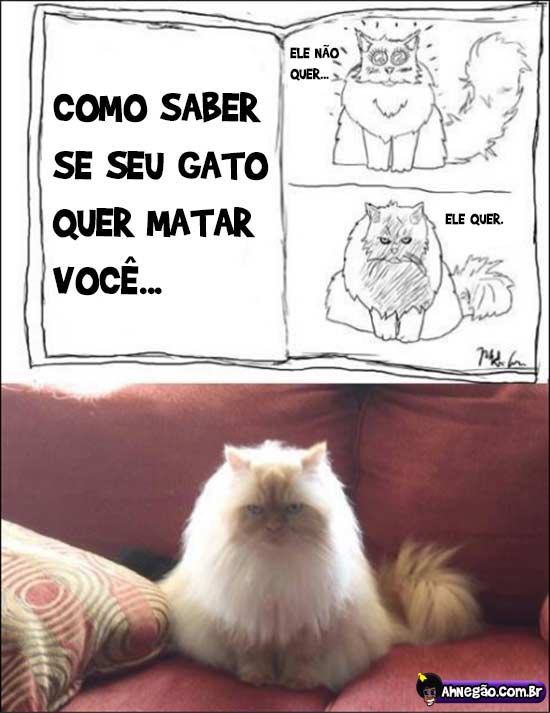 COMO SABER
SE SEU GATO
QUER MATAR
VOCÊ...
ELE NÃO
QUER...
ELE QUER.
Ahnegão.com.Br